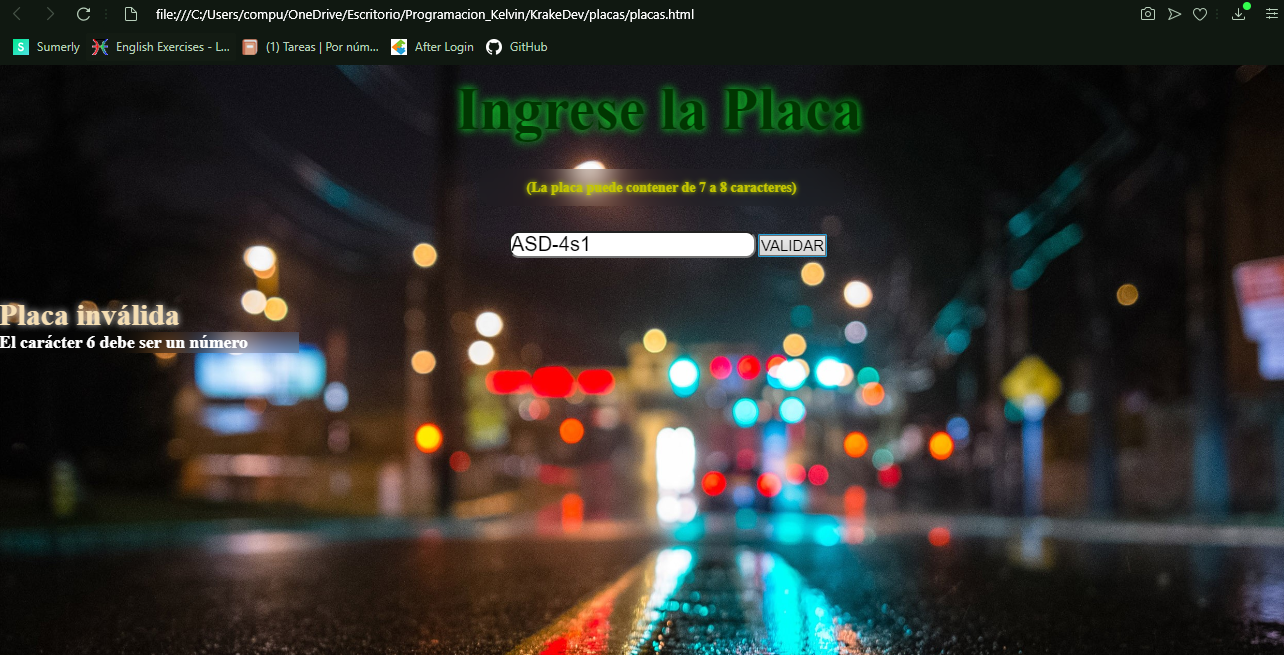 file:///C:/Users/compu/OneDrive/Escritorio/Programacion_Kelvin/KrakeDev/placas/placas.html
S Sumerly English Exercises - L... (1) Tareas | Por núm... After Login GitHub
Ingrese la Placa
(La placa puede contener de 7 a 8 caracteres)
ASD-4s1 VALIDAR
Placa inválida
El carácter 6 debe ser un número